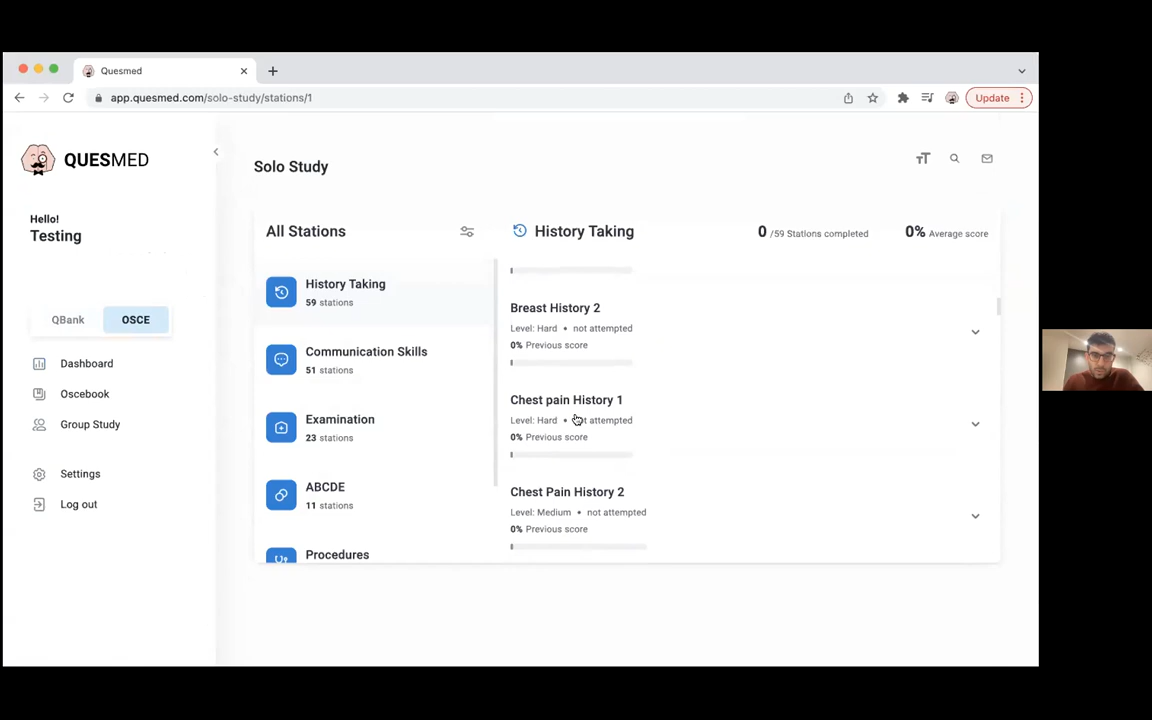 Quesmed
app.quesmed.com/solo-study/stations/1
Update
QUESMED
Hello!
Testing
QBank
OSCE
Dashboard
Oscebook
Group Study
Settings
Log out
Solo Study
All Stations
History Taking
59 stations
Communication Skills
51 stations
Examination
23 stations
ABCDE
11 stations
Procedures
History Taking
0 /59 Stations completed
0% Average score
Breast History 2
Level: Hard • not attempted
0% Previous score
Chest pain History 1
Level: Hard • not attempted
0% Previous score
Chest Pain History 2
Level: Medium • not attempted
0% Previous score
TT